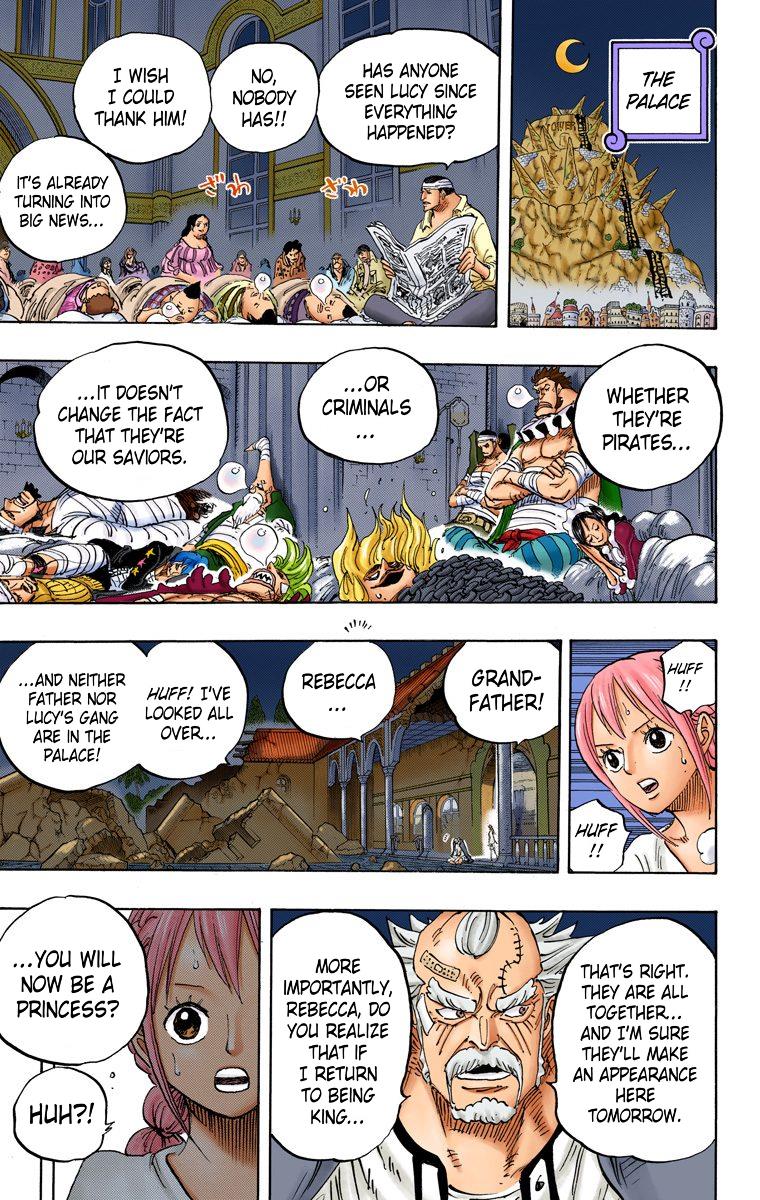 THE
PALACE
HAS ANYONE
SEEN LUCY SINCE
EVERYTHING
HAPPENED?
NO,
NOBODY
HAS!!
I WISH
I COULD
THANK HIM!
IT'S ALREADY
TURNING INTO
BIG NEWS...
ざわ
ざわ
WHETHER
THEY'RE
PIRATES...
...OR
CRIMINALS
...
...IT DOESN'T
CHANGE THE FACT
THAT THEY'RE
OUR SAVIORS.
HUFF
!!
HUFF
!!
GRAND-
FATHER!
REBECCA
...
HUFF! I'VE
LOOKED ALL
OVER...
...AND NEITHER
FATHER NOR
LUCY'S GANG
ARE IN THE
PALACE!
THAT'S RIGHT.
THEY ARE ALL
TOGETHER...
AND I'M SURE
THEY'LL MAKE
AN APPEARANCE
HERE
TOMORROW.
MORE
IMPORTANTLY,
REBECCA, DO
YOU REALIZE
THAT IF
I RETURN
TO BEING
KING...
...YOU WILL
NOW BE A
PRINCESS?
HUH?!